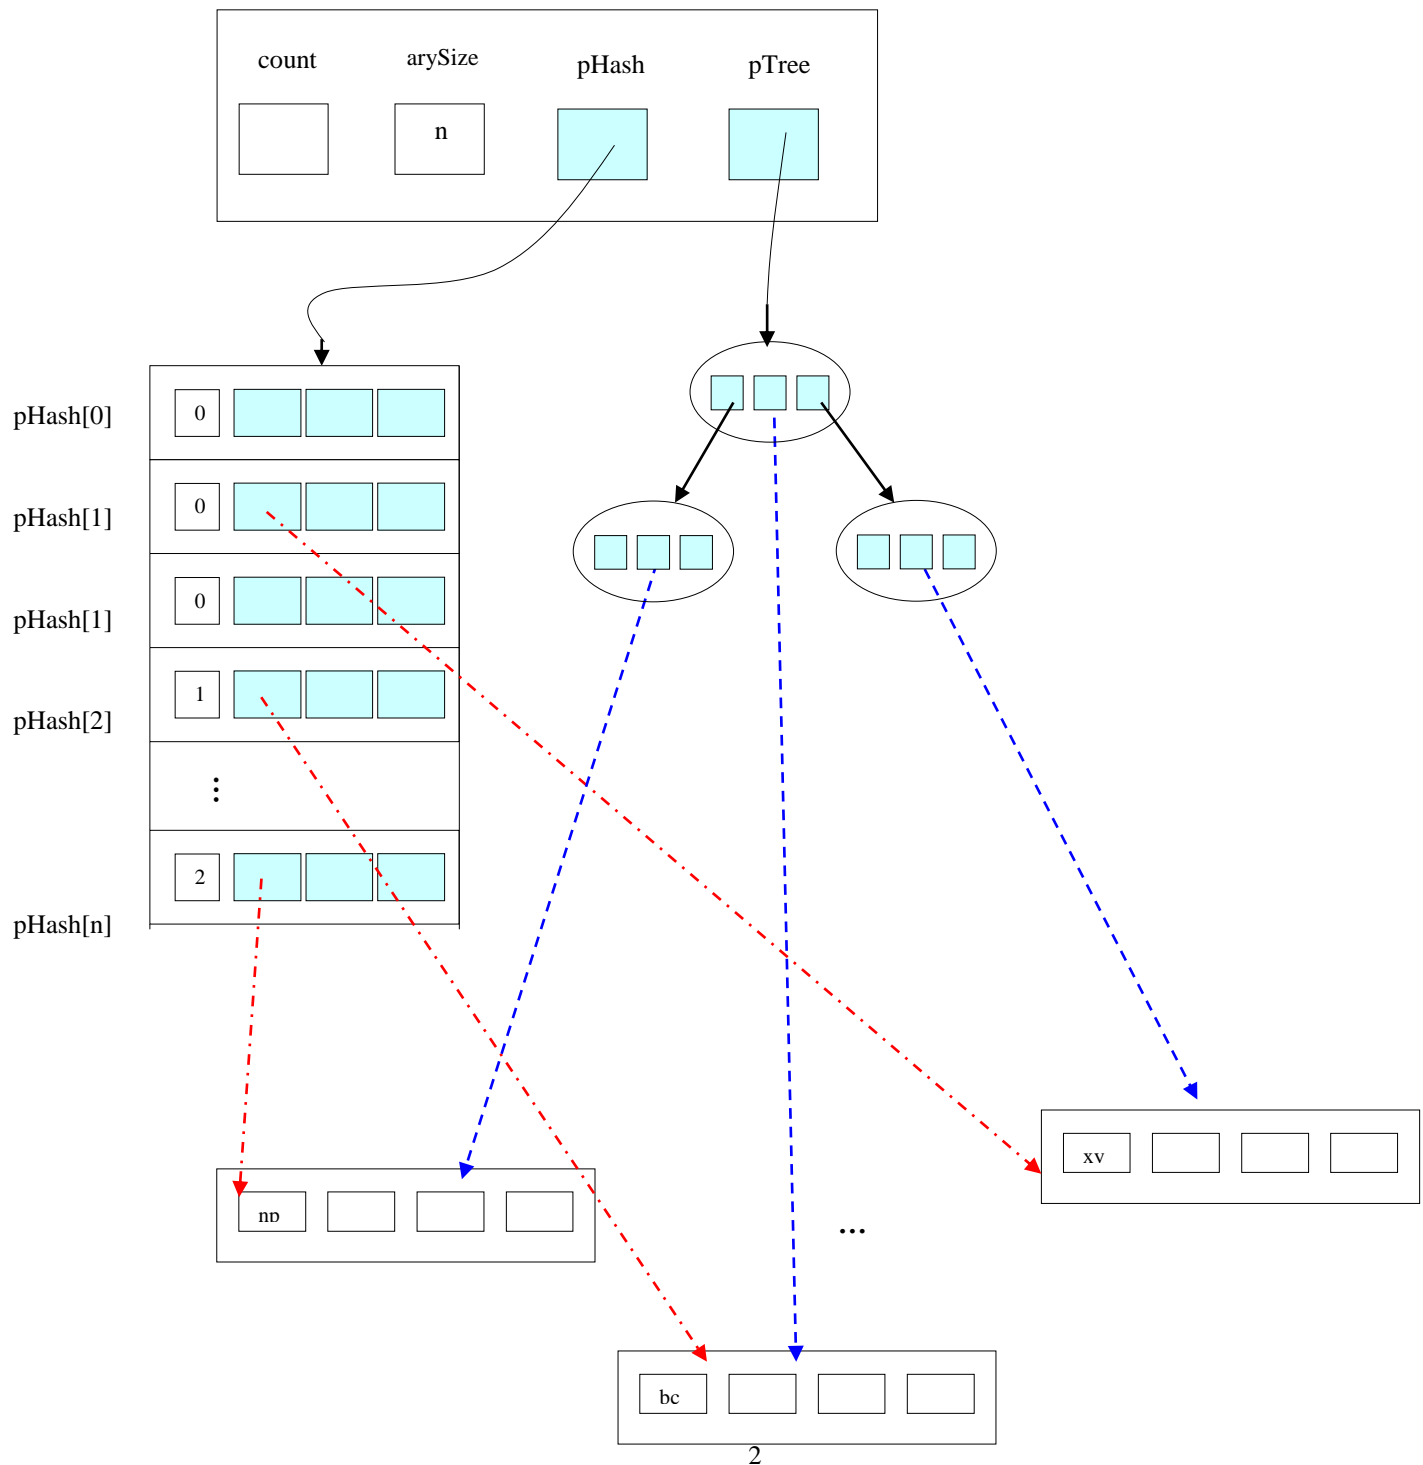 count arySize pHash pTree
n
pHash[0] 0
pHash[1] 0
pHash[1] 0
pHash[2] 1
⋮
pHash[n] 2
xv
np
...
bc
2